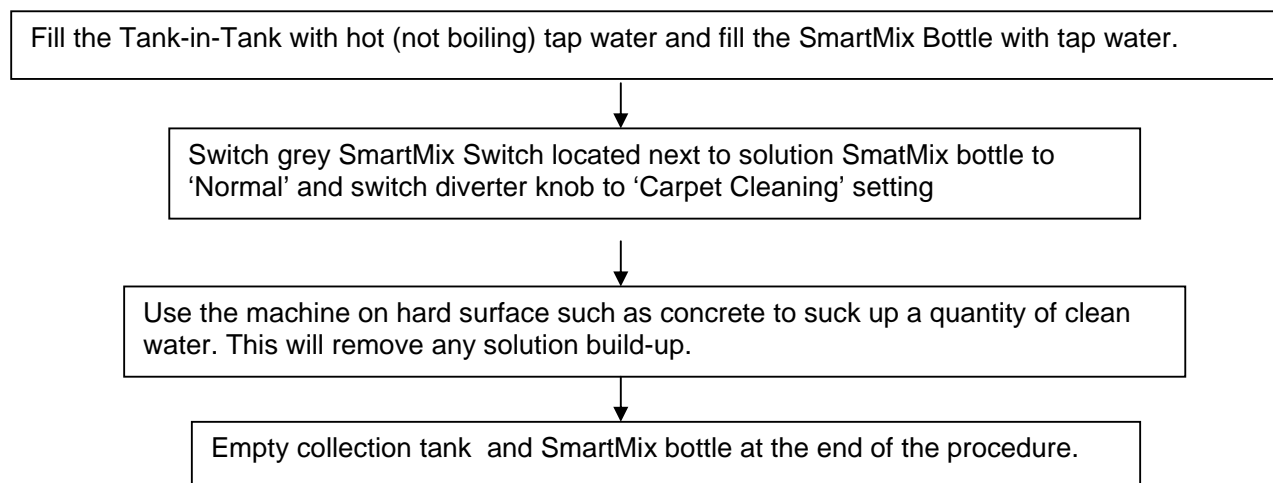 Fill the Tank-in-Tank with hot (not boiling) tap water and fill the SmartMix Bottle with tap water.
Switch grey SmartMix Switch located next to solution SmatMix bottle to
‘Normal’ and switch diverter knob to ‘Carpet Cleaning’ setting
Use the machine on hard surface such as concrete to suck up a quantity of clean
water. This will remove any solution build-up.
Empty collection tank  and SmartMix bottle at the end of the procedure.